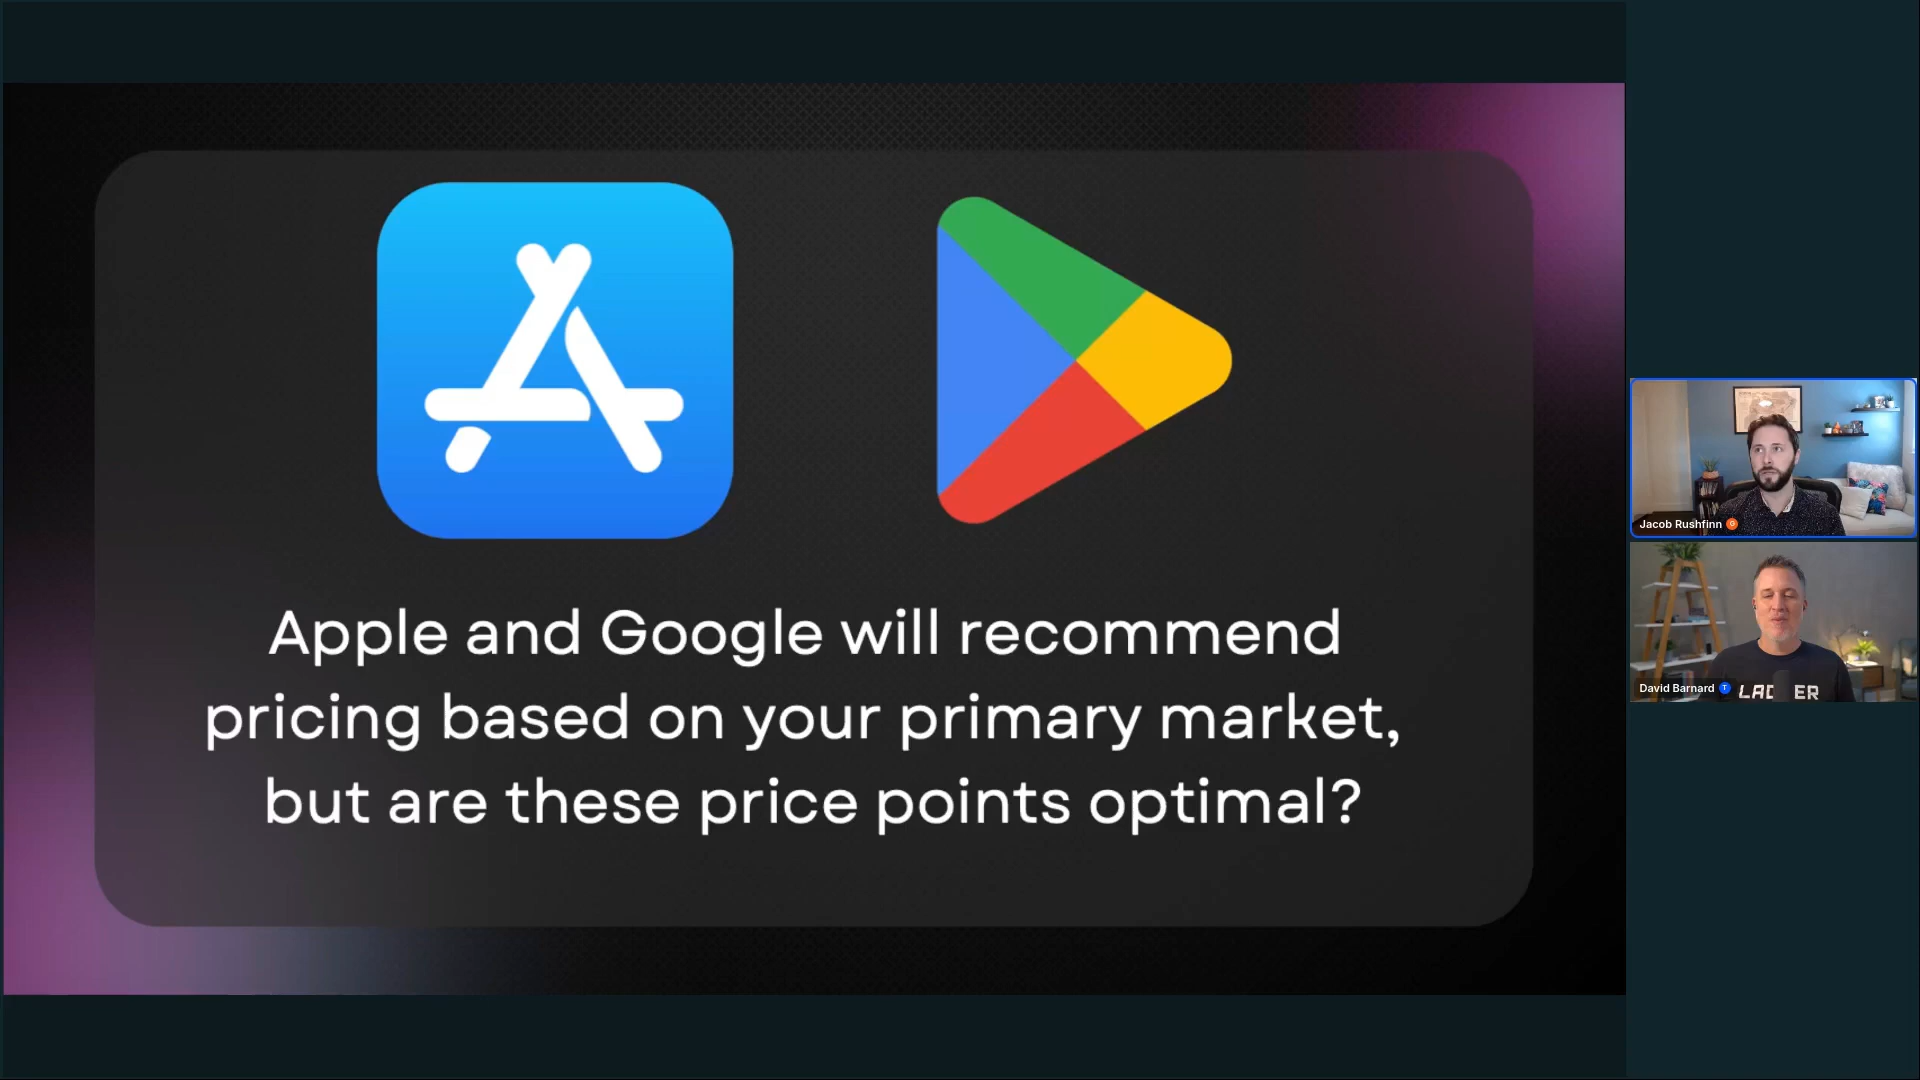 Apple and Google will recommend
pricing based on your primary market,
but are these price points optimal?
Jacob Rushfinn
David Barnard
T